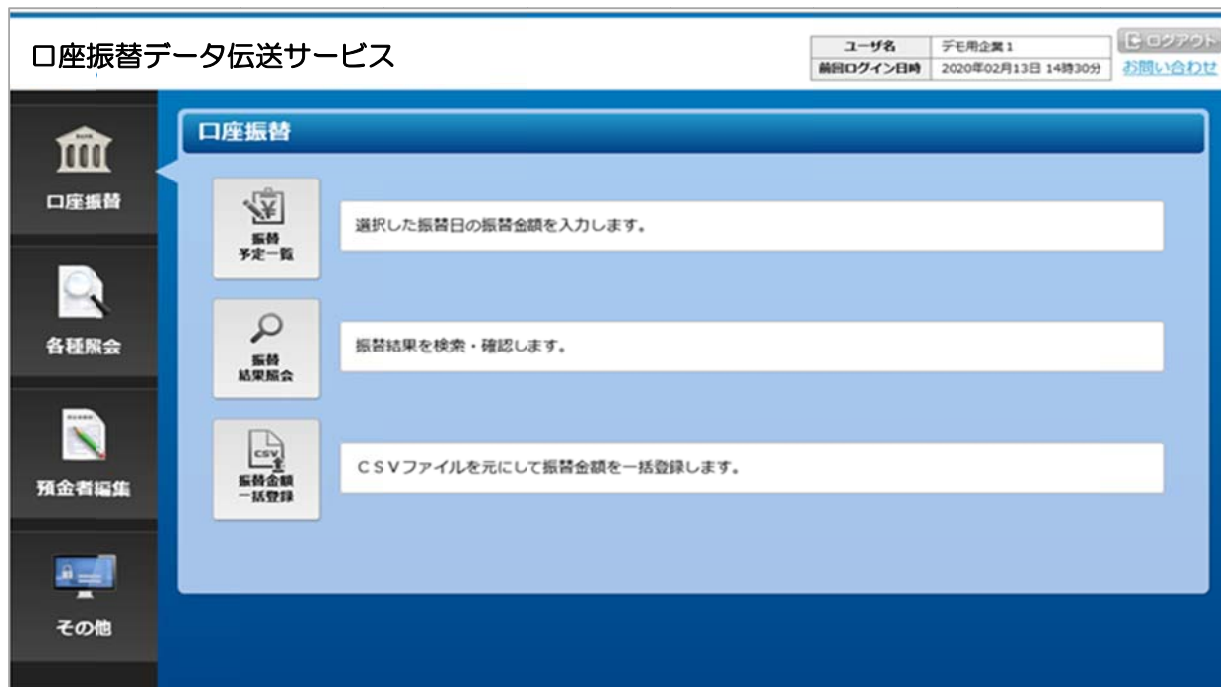 口座振替データ伝送サービス
ユーザ名 デモ用企業1
前回ログイン日時 2020年02月13日 14時30分
ログアウト
お問い合わせ
口座振替
各種照会
預金者編集
その他
口座振替
振替
予定一覧
選択した振替日の振替金額を入力します。
振替
結果照会
振替結果を検索・確認します。
CSV
振替金額
一括登録
CSVファイルを元にして振替金額を一括登録します。